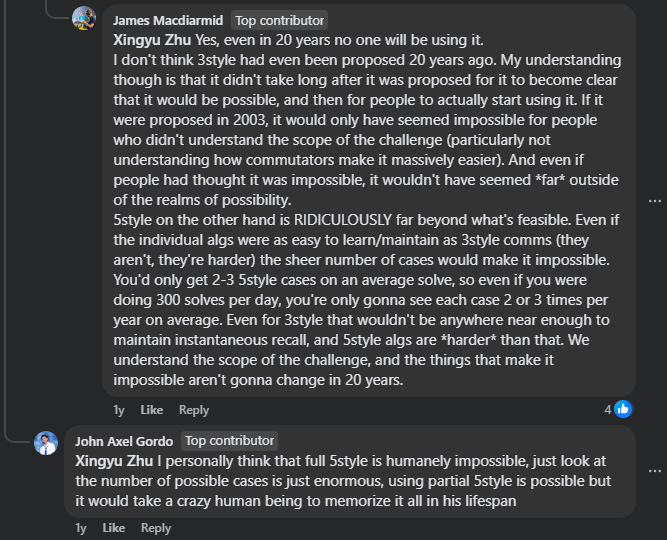 James Macdiarmid Top contributor
Xingyu Zhu Yes, even in 20 years no one will be using it.
I don't think 3style had even been proposed 20 years ago. My understanding
though is that it didn't take long after it was proposed for it to become clear
that it would be possible, and then for people to actually start using it. If it
were proposed in 2003, it would only have seemed impossible for people
who didn't understand the scope of the challenge (particularly not
understanding how commutators make it massively easier). And even if
people had thought it was impossible, it wouldn't have seemed *far* outside
of the realms of possibility.
5style on the other hand is RIDICULOUSLY far beyond what's feasible. Even if
the individual algs were as easy to learn/maintain as 3style comms (they
aren't, they're harder) the sheer number of cases would make it impossible.
You'd only get 2-3 5style cases on an average solve, so even if you were
doing 300 solves per day, you're only gonna see each case 2 or 3 times per
year on average. Even for 3style that wouldn't be anywhere near enough to
maintain instantaneous recall, and 5style algs are *harder* than that. We
understand the scope of the challenge, and the things that make it
impossible aren't gonna change in 20 years.
1y Like Reply 4
John Axel Gordo Top contributor
Xingyu Zhu I personally think that full 5style is humanely impossible, just look at
the number of possible cases is just enormous, using partial 5style is possible but
it would take a crazy human being to memorize it all in his lifespan
1y Like Reply